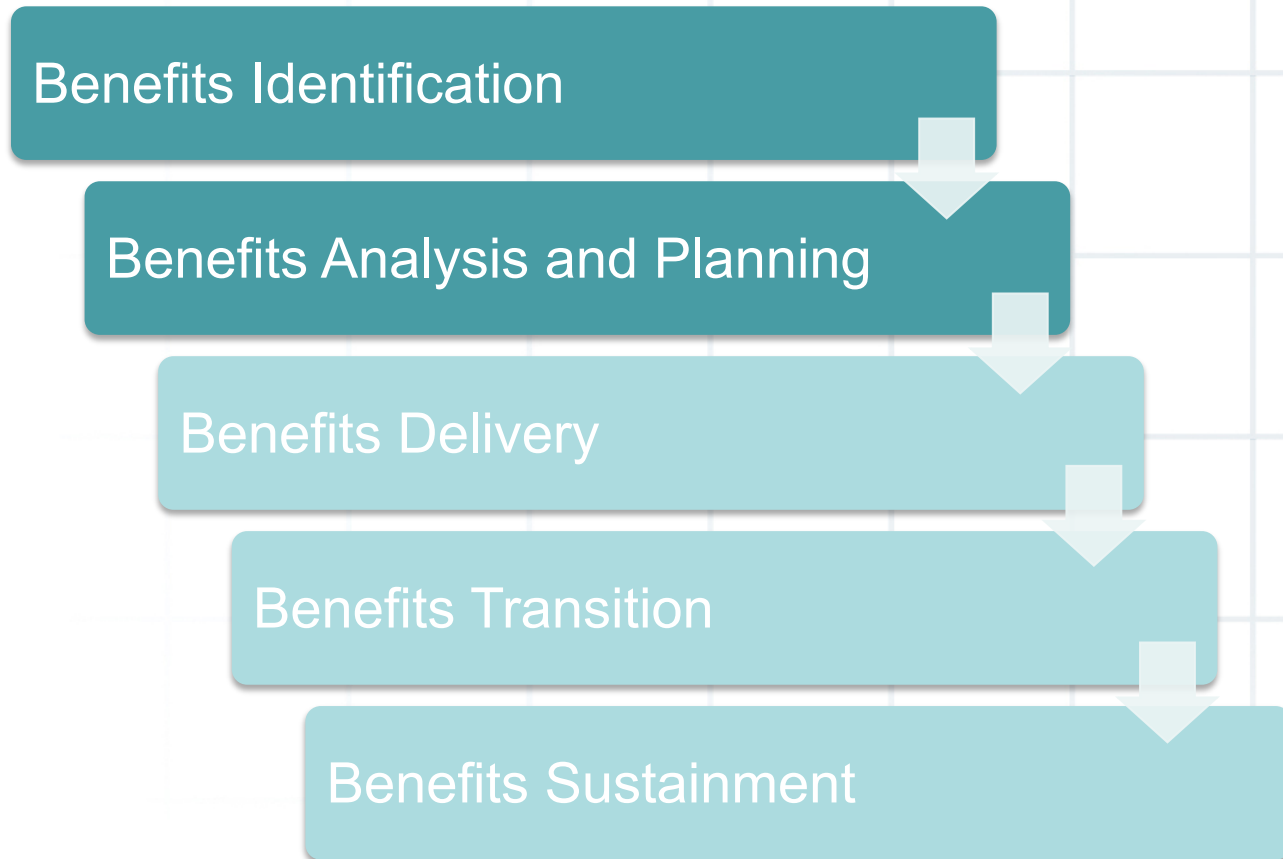 Benefits Identification
Benefits Analysis and Planning
Benefits Delivery
Benefits Transition
Benefits Sustainment